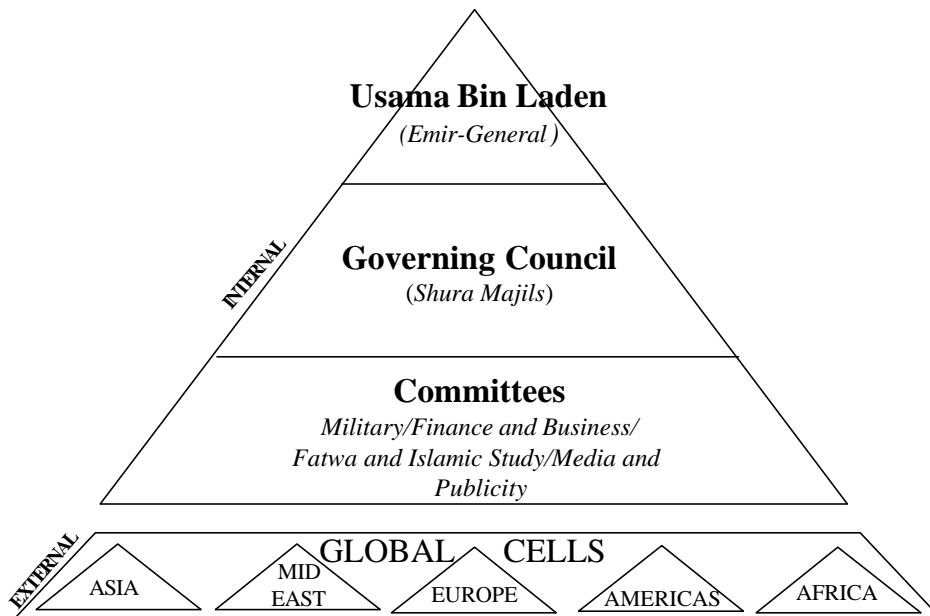 Usama Bin Laden
(Emir-General)
INTERNAL
Governing Council
(Shura Majils)
Committees
Military/Finance and Business/
Fatwa and Islamic Study/Media and
Publicity
EXTERNAL
GLOBAL CELLS
ASIA
MID
EAST
EUROPE
AMERICAS
AFRICA